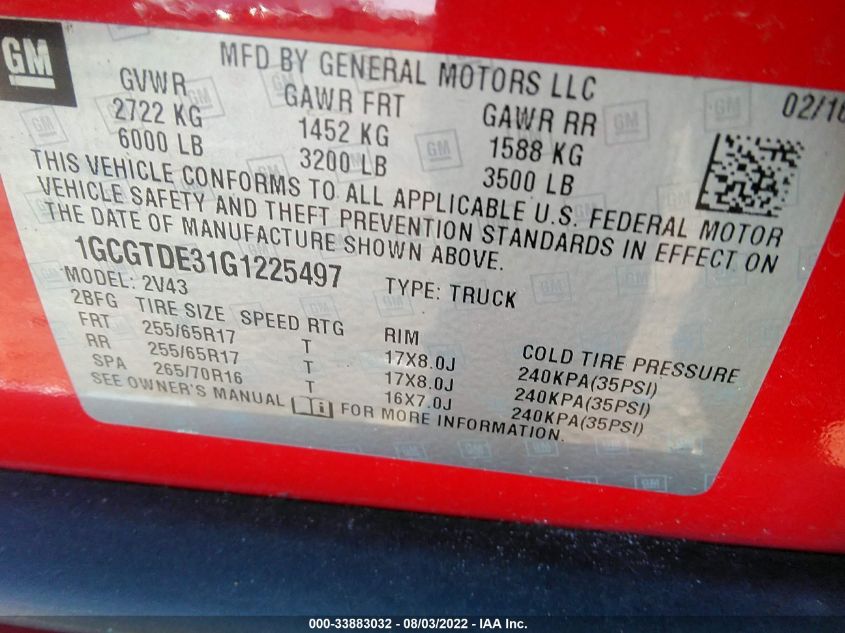 GM
MFD BY GENERAL MOTORS LLC
02/16
GVWR GAWR FRT GAWR RR
2722 KG 1452 KG 1588 KG
6000 LB 3200 LB 3500 LB
THIS VEHICLE CONFORMS TO ALL APPLICABLE U.S. FEDERAL MOTOR
VEHICLE SAFETY AND THEFT PREVENTION STANDARDS IN EFFECT ON
THE DATE OF MANUFACTURE SHOWN ABOVE.
1GCGTDE31G1225497 TYPE: TRUCK
MODEL: 2V43
2BFG TIRE SIZE SPEED RTG RIM COLD TIRE PRESSURE
FRT 255/65R17 T 17X8.0J 240KPA(35PSI)
RR 255/65R17 T 17X8.0J 240KPA(35PSI)
SPA 265/70R16 T 16X7.0J 240KPA(35PSI)
SEE OWNER'S MANUAL FOR MORE INFORMATION.
000-33883032 - 08/03/2022 - IAA Inc.